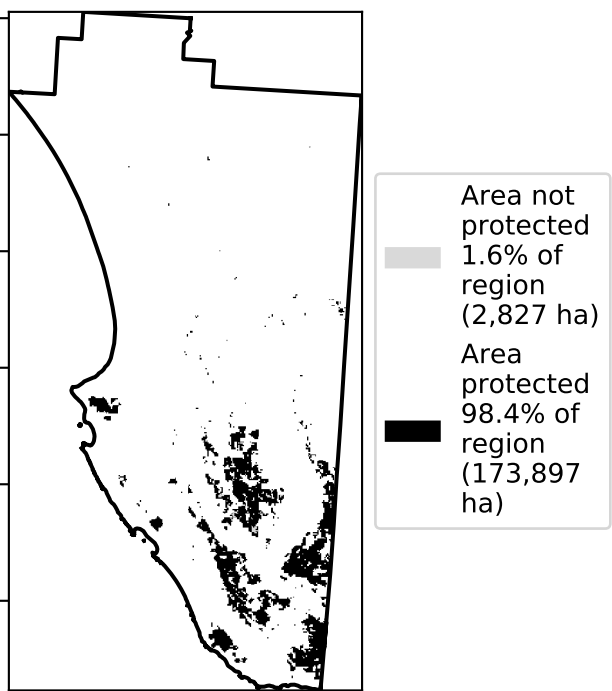 Area not
protected
1.6% of
region
(2,827 ha)
Area
protected
98.4% of
region
(173,897
ha)